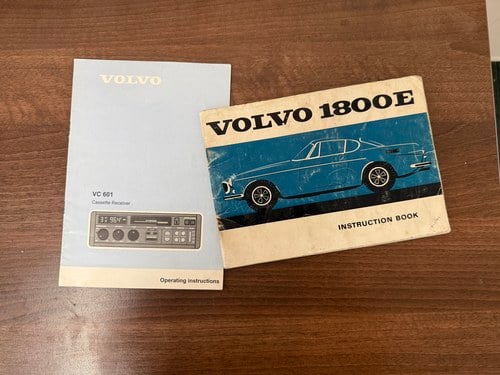 VOLVO
VC 601
Cassette Receiver
Operating instructions
VOLVO 1800E
INSTRUCTION BOOK